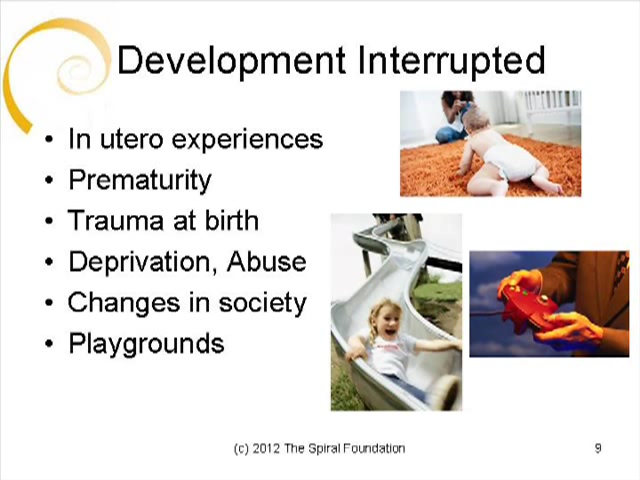 Development Interrupted
• In utero experiences
• Prematurity
• Trauma at birth
• Deprivation, Abuse
• Changes in society
• Playgrounds
(c) 2012 The Spiral Foundation
9